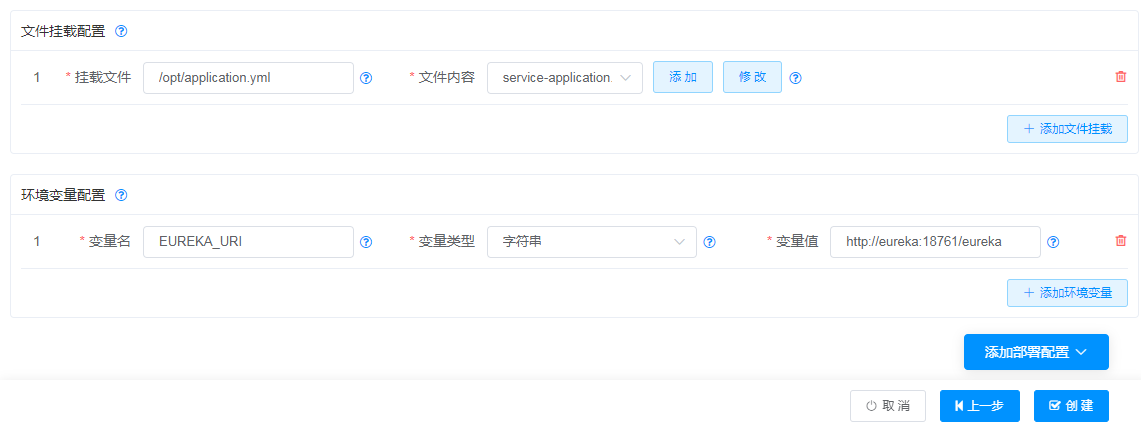 文件挂载配置
1 * 挂载文件 /opt/application.yml * 文件内容 service-application. 添 加 修 改
添加文件挂载
环境变量配置
1 * 变量名 EUREKA_URI * 变量类型 字符串 * 变量值 http://eureka:18761/eureka
添加环境变量
添加部署配置
取 消 上一步 创 建